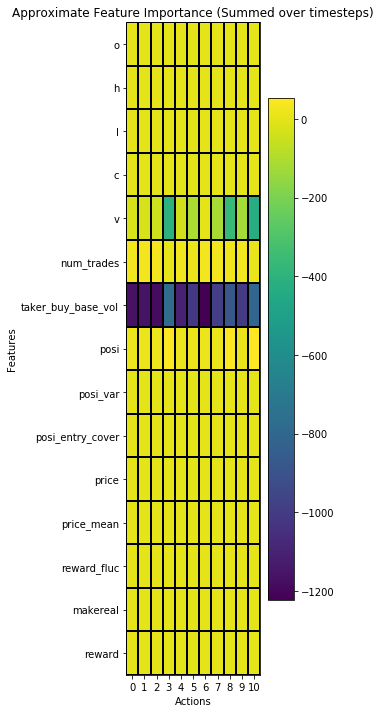 Approximate Feature Importance (Summed over timesteps)
o
h
l
c
v
num_trades
taker_buy_base_vol
posi
posi_var
posi_entry_cover
price
price_mean
reward_fluc
makereal
reward
Features
0 1 2 3 4 5 6 7 8 9 10
Actions
0
−200
−400
−600
−800
−1000
−1200